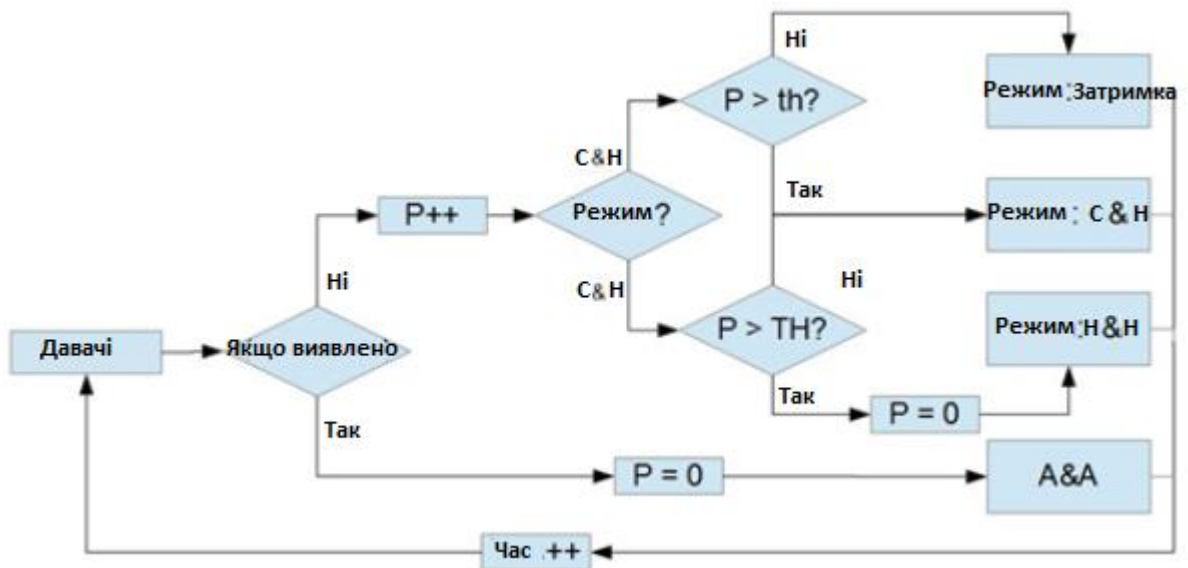 Ні
P > th?
Режим:Затримка
С&Н
Так
P++
Режим?
Режим: С & Н
Ні
С&Н
Ні
Давачі
Якщо виявлено
P > TH?
Режим:Н&Н
Так
P = 0
Так
P = 0
A&A
Час .++